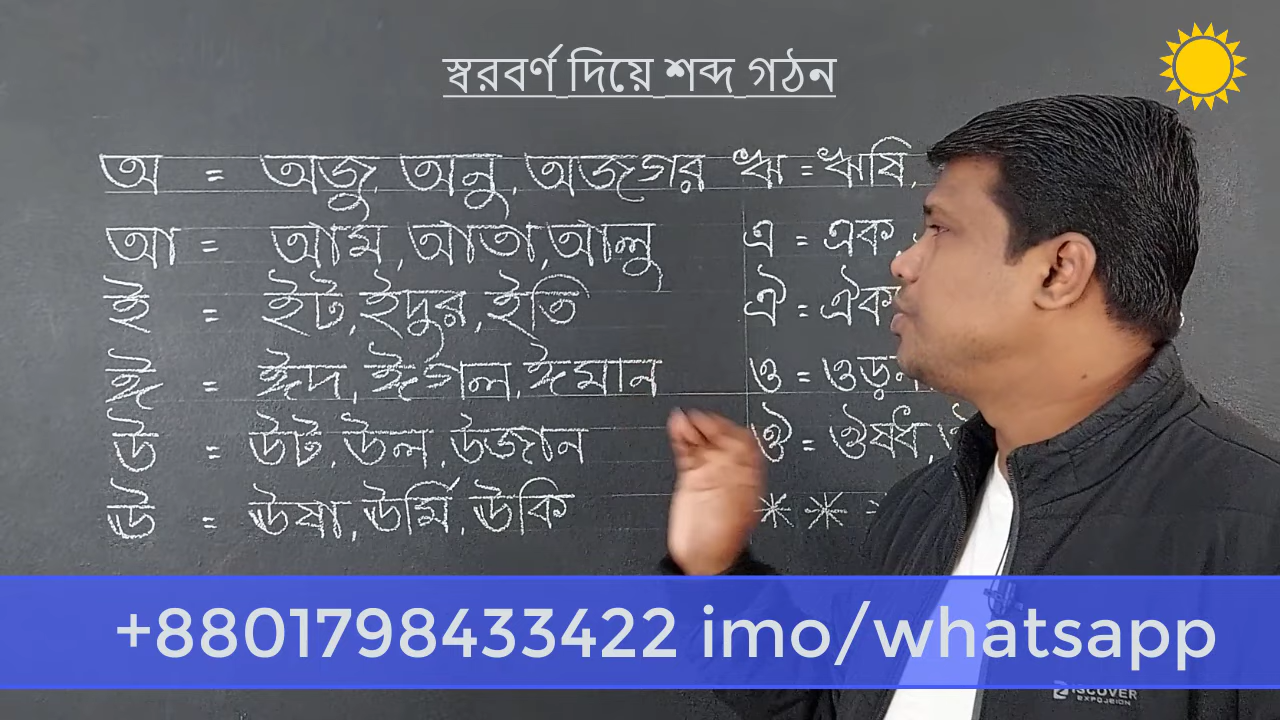 স্বরবর্ণ দিয়ে শব্দ গঠন
অ = অজু, অনু, অজগর
আ = আম, আতা, আলু
ই = ইট, ইদুর, ইতি
ঈ = ঈদ, ঈগল, ঈমান
উ = উট, উল, উজান
ঊ = ঊষা, ঊর্মি, ঊকি
ঋ = ঋষি,
এ = এক
ঐ = ঐক
ও = ওড়ন
ঔ = ঔষধ,
** =
+8801798433422 imo/whatsapp
DISCOVER